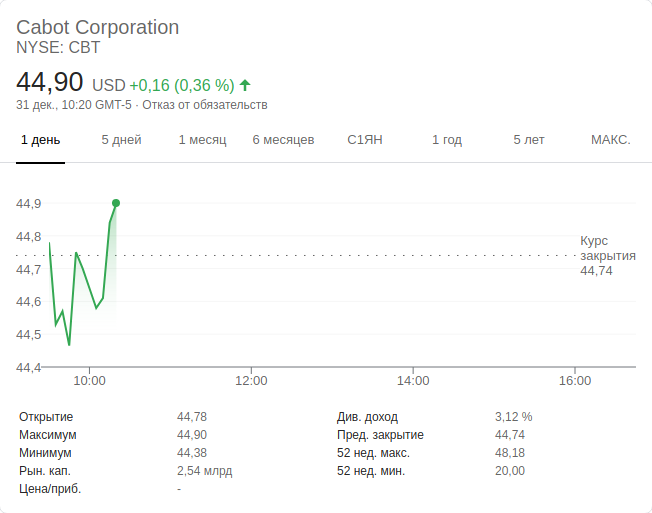 Cabot Corporation
NYSE: CBT
44,90 USD +0,16 (0,36 %)
31 дек., 10:20 GMT-5 · Отказ от обязательств
1 день 5 дней 1 месяц 6 месяцев С1ЯН 1 год 5 лет МАКС.
44,9
44,8
44,7
44,6
44,5
44,4
Курс
закрытия
44,74
10:00 12:00 14:00 16:00
Открытие 44,78 Див. доход 3,12 %
Максимум 44,90 Пред. закрытие 44,74
Минимум 44,38 52 нед. макс. 48,18
Рын. кап. 2,54 млрд 52 нед. мин. 20,00
Цена/приб. -